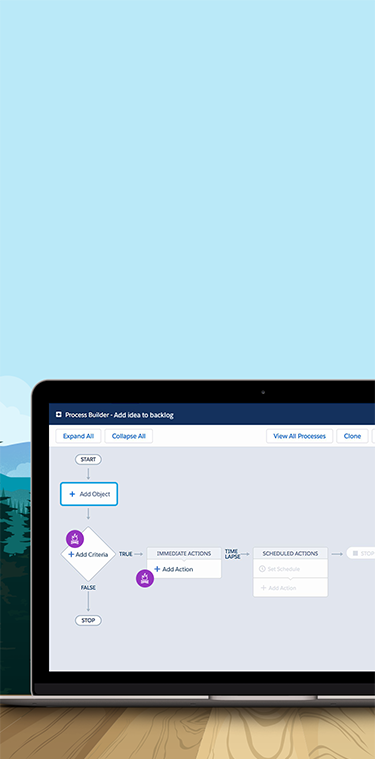 Process Builder - Add idea to backlog
Expand All
Collapse All
View All Processes
Clone
START
+ Add Object
+ Add Criteria
TRUE
IMMEDIATE ACTIONS
+ Add Action
TIME
LAPSE
SCHEDULED ACTIONS
Set Schedule
+ Add Action
STOP
FALSE
STOP